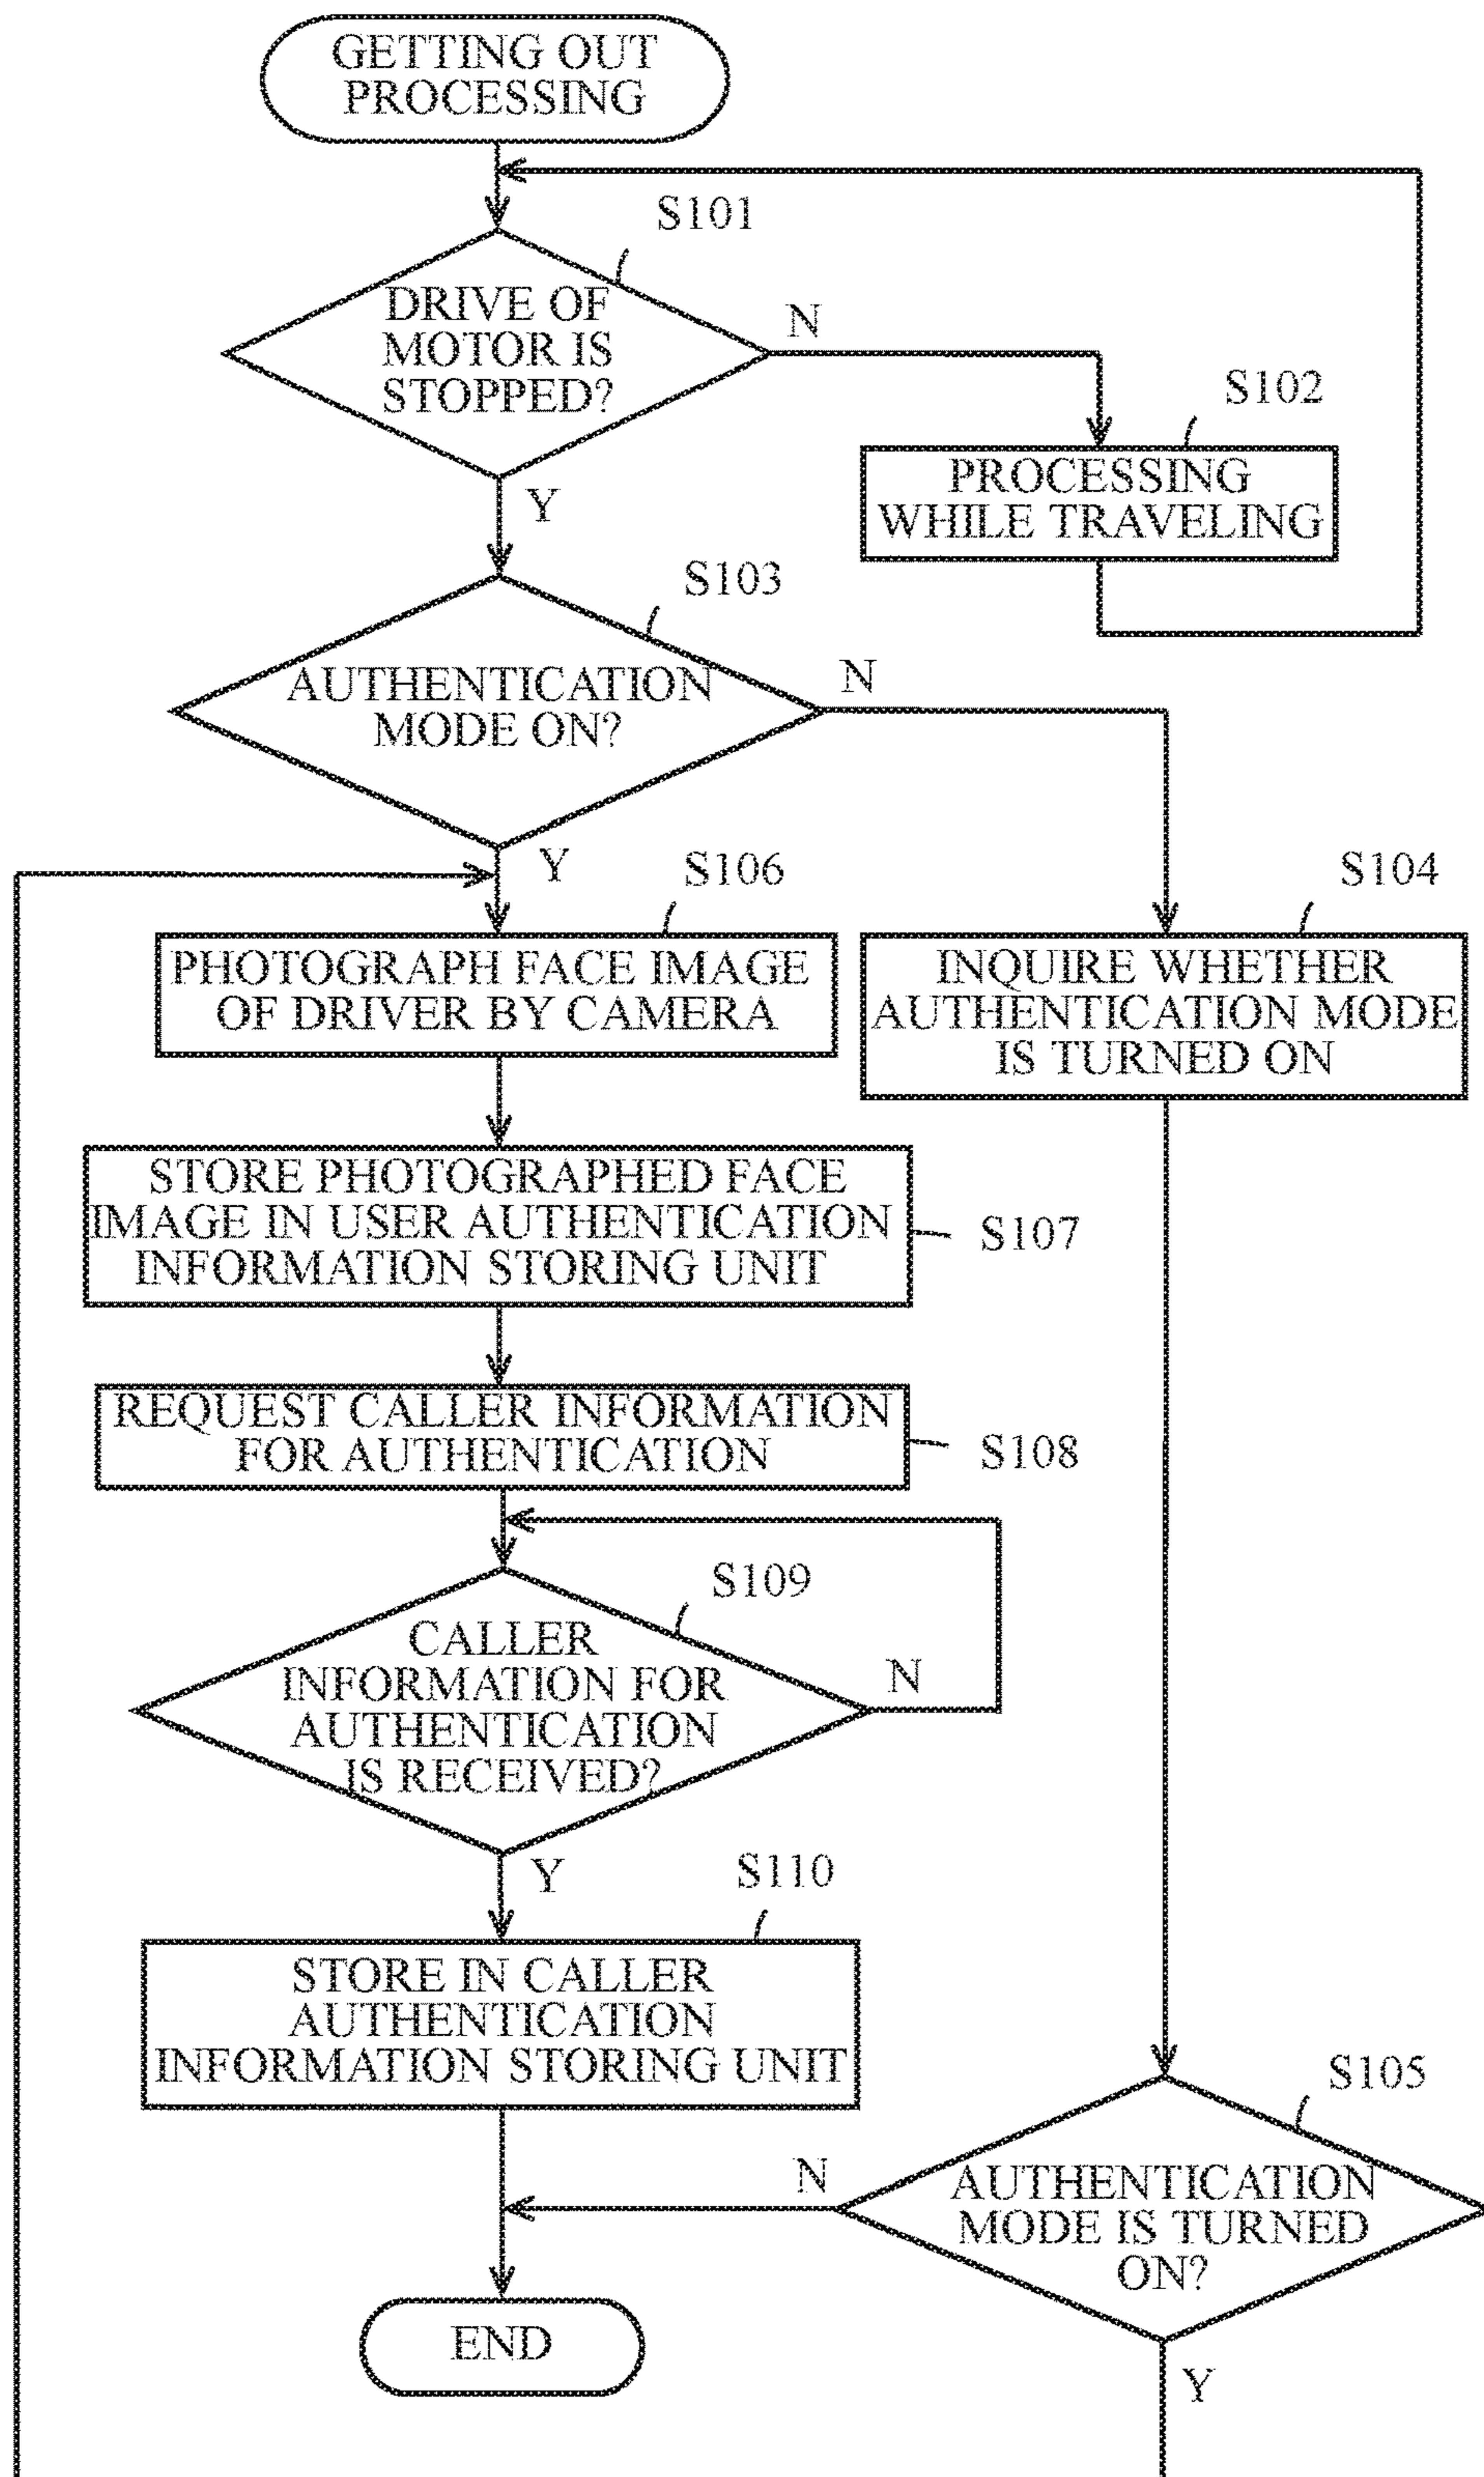 GETTING OUT
PROCESSING
S101
DRIVE OF
MOTOR IS
STOPPED?
N
S102
PROCESSING
WHILE TRAVELING
Y
S103
AUTHENTICATION
MODE ON?
N
Y
S106
S104
PHOTOGRAPH FACE IMAGE
OF DRIVER BY CAMERA
INQUIRE WHETHER
AUTHENTICATION MODE
IS TURNED ON
STORE PHOTOGRAPHED FACE
IMAGE IN USER AUTHENTICATION
INFORMATION STORING UNIT
S107
REQUEST CALLER INFORMATION
FOR AUTHENTICATION
S108
S109
CALLER
INFORMATION FOR
AUTHENTICATION
IS RECEIVED?
N
Y
S110
STORE IN CALLER
AUTHENTICATION
INFORMATION STORING UNIT
S105
AUTHENTICATION
MODE IS TURNED
ON?
N
Y
END